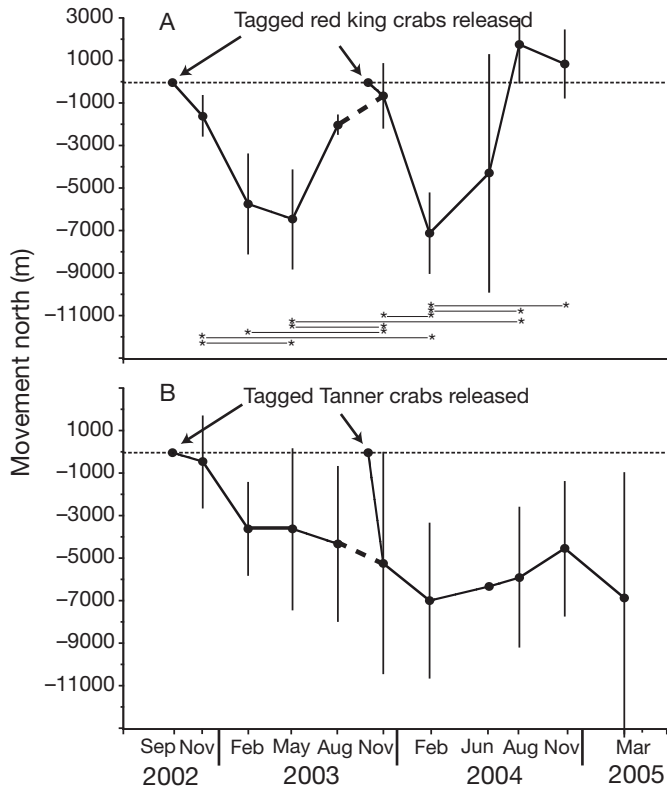 A
Tagged red king crabs released
3000
1000
–1000
–3000
–5000
–7000
–9000
–11000
Movement north (m)
B
Tagged Tanner crabs released
1000
–1000
–3000
–5000
–7000
–9000
–11000
Sep Nov Feb May Aug Nov Feb Jun Aug Nov Mar
2002 2003 2004 2005